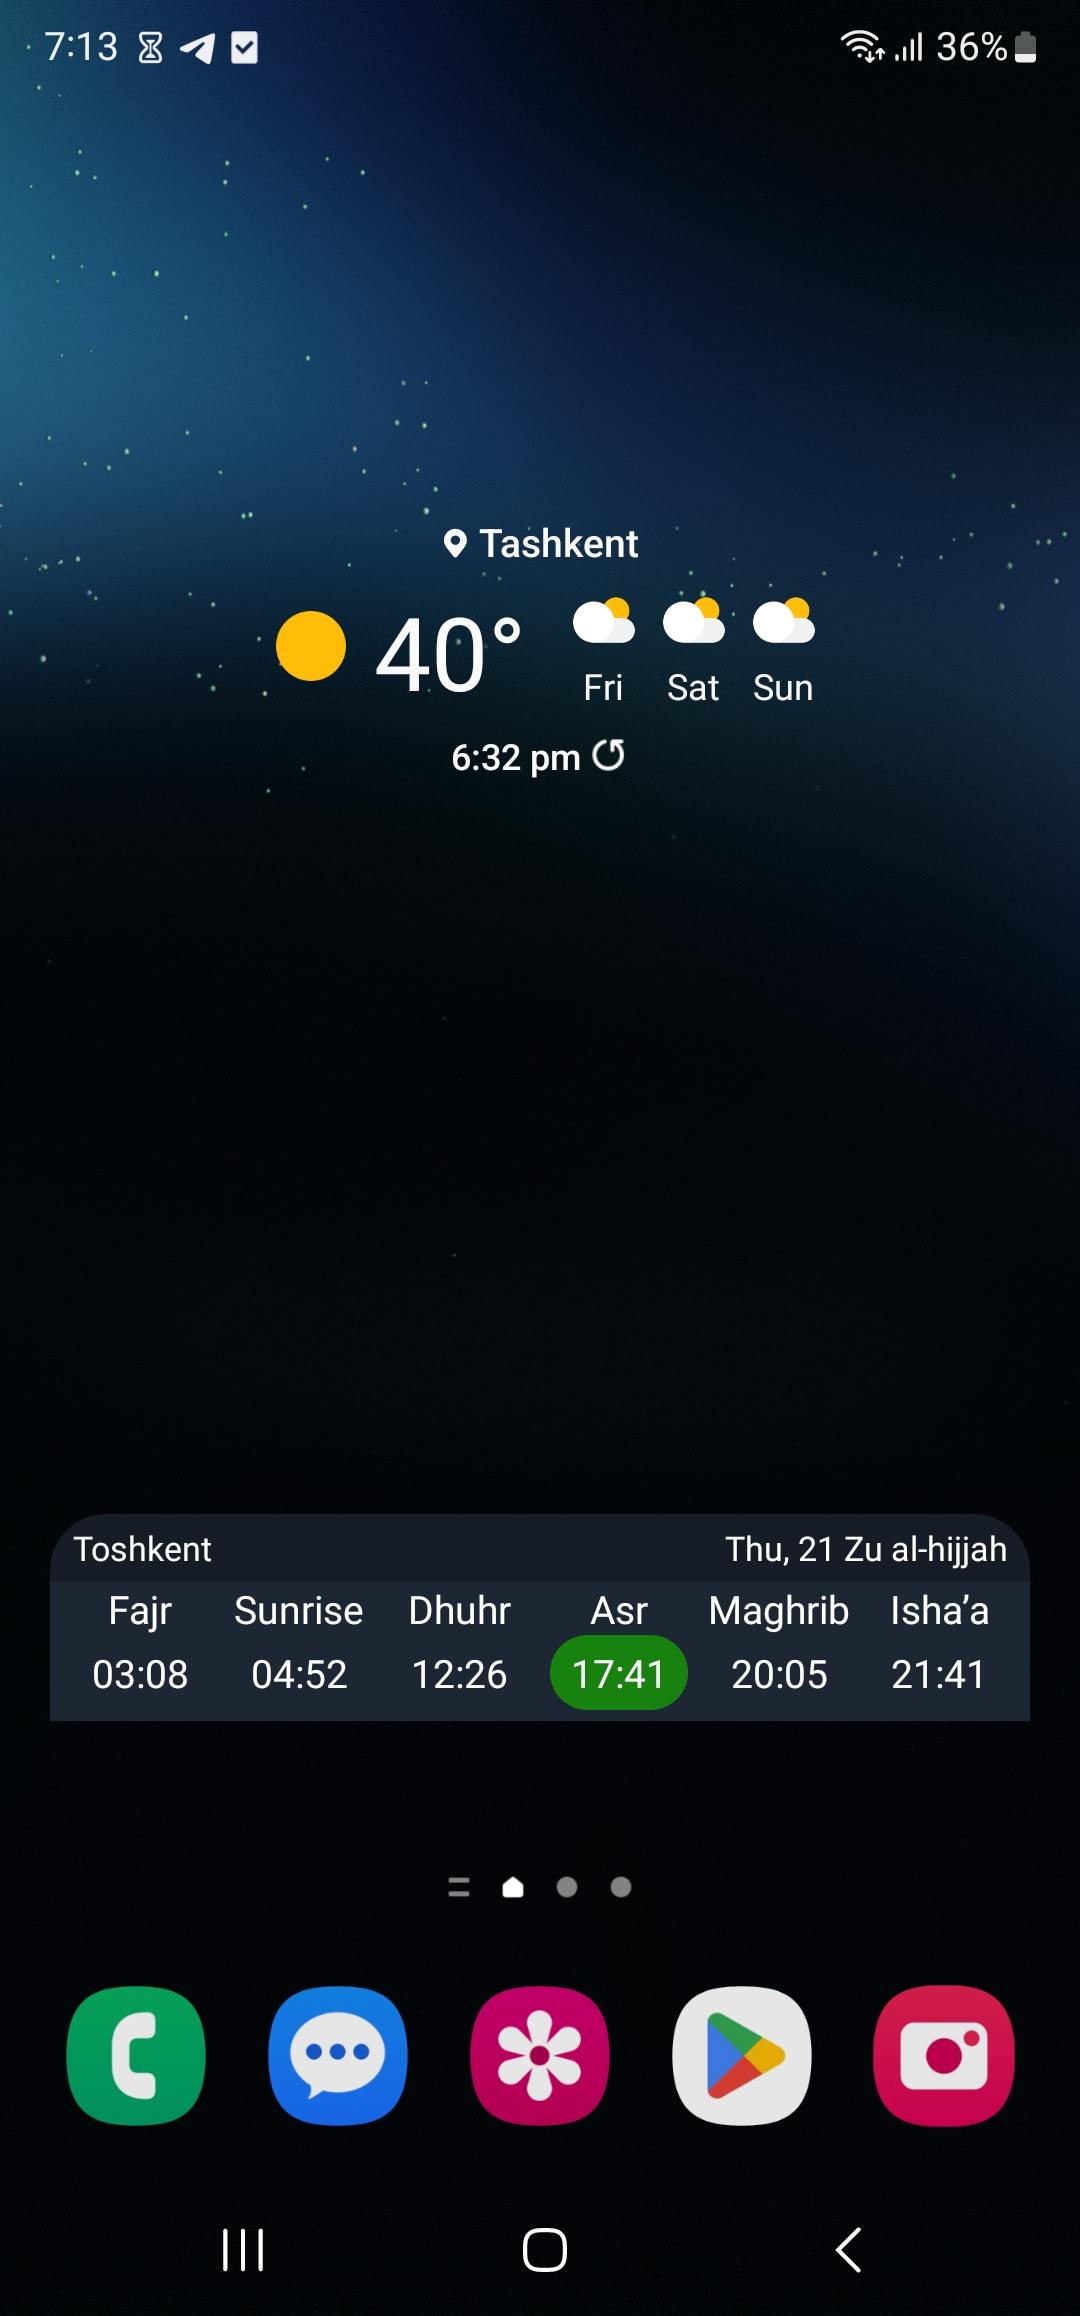 7:13 36%
Tashkent
40°
Fri Sat Sun
6:32 pm
Toshkent Thu, 21 Zu al-hijjah
Fajr Sunrise Dhuhr Asr Maghrib Isha’a
03:08 04:52 12:26 17:41 20:05 21:41